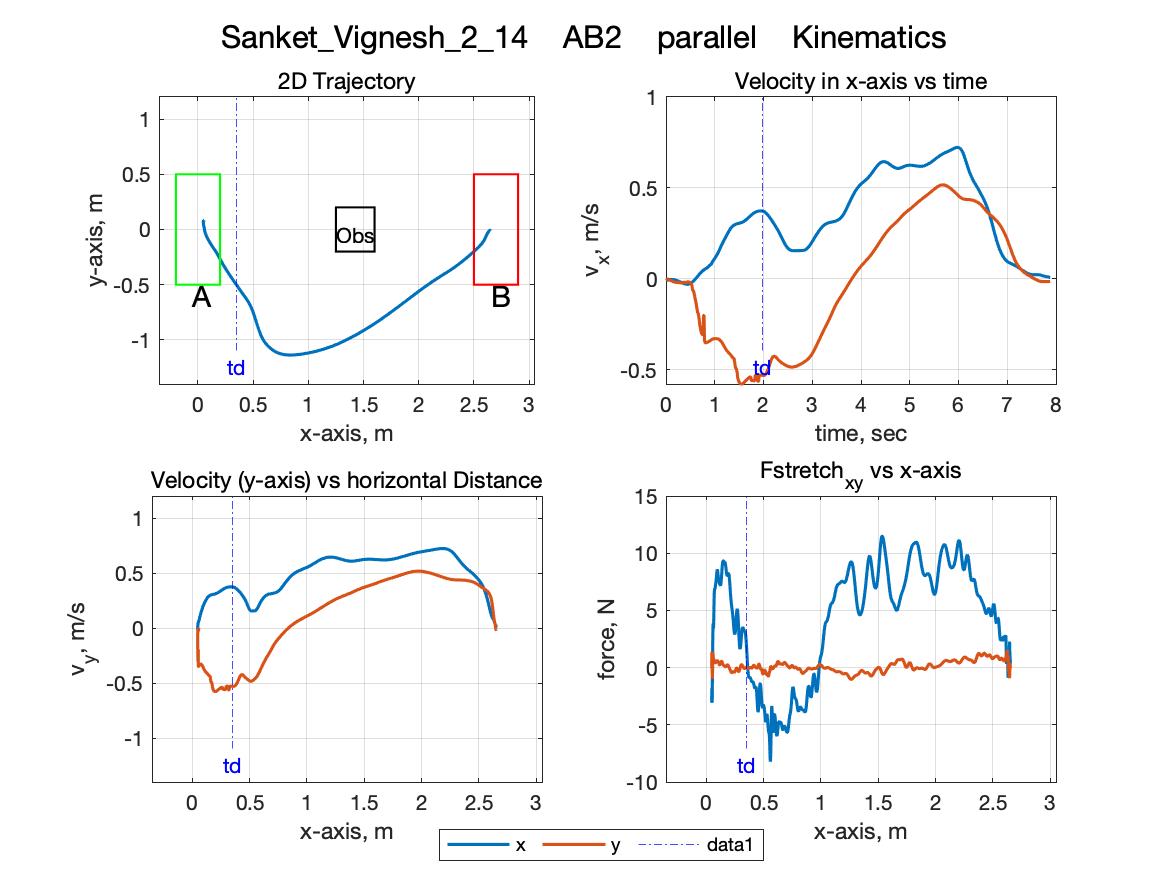 Sanket_Vignesh_2_14 AB2 parallel Kinematics
2D Trajectory
1
0.5
0
-0.5
-1
y-axis, m
A
Obs
B
td
0 0.5 1 1.5 2 2.5 3
x-axis, m
Velocity in x-axis vs time
1
0.5
0
-0.5
v_x, m/s
td
0 1 2 3 4 5 6 7 8
time, sec
Velocity (y-axis) vs horizontal Distance
1
0.5
0
-0.5
-1
v_y, m/s
td
0 0.5 1 1.5 2 2.5 3
x-axis, m
Fstretch_xy vs x-axis
15
10
5
0
-5
-10
force, N
td
0 0.5 1 1.5 2 2.5 3
x-axis, m
x y data1